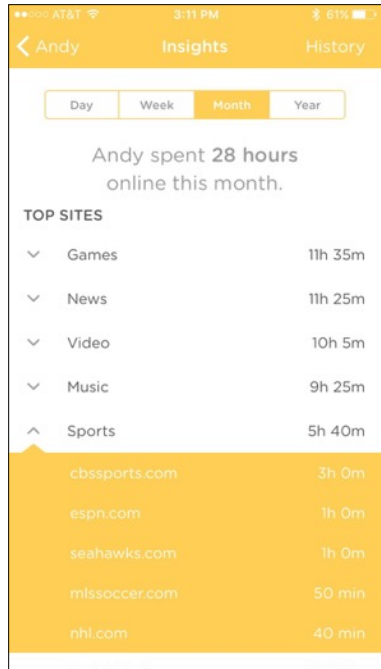 AT&T 3:11 PM 61%
Andy Insights History
Day Week Month Year
Andy spent 28 hours
online this month.
TOP SITES
Games 11h 35m
News 11h 25m
Video 10h 5m
Music 9h 25m
Sports 5h 40m
cbssports.com 3h 0m
espn.com 1h 0m
seahawks.com 1h 0m
mlssoccer.com 50 min
nhl.com 40 min